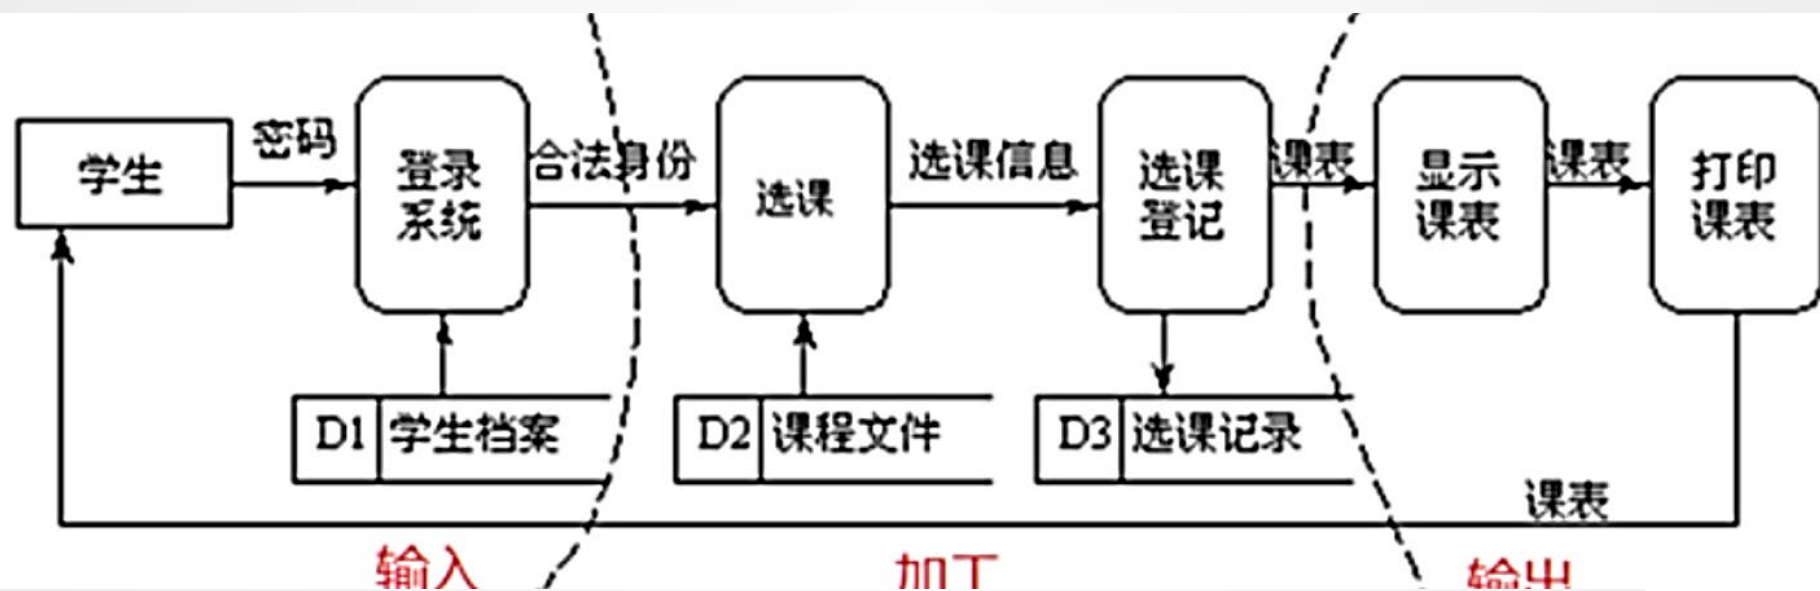 学生
密码
登录
系统
合法身份
选课
选课信息
选课
登记
课表
显示
课表
课表
打印
课表
D1 学生档案
D2 课程文件
D3 选课记录
课表
输入
加工
输出